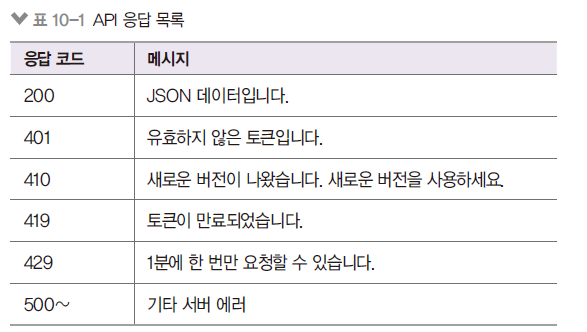 표 10-1 API 응답 목록
응답 코드 메시지
200 JSON 데이터입니다.
401 유효하지 않은 토큰입니다.
410 새로운 버전이 나왔습니다. 새로운 버전을 사용하세요.
419 토큰이 만료되었습니다.
429 1분에 한 번만 요청할 수 있습니다.
500~ 기타 서버 에러